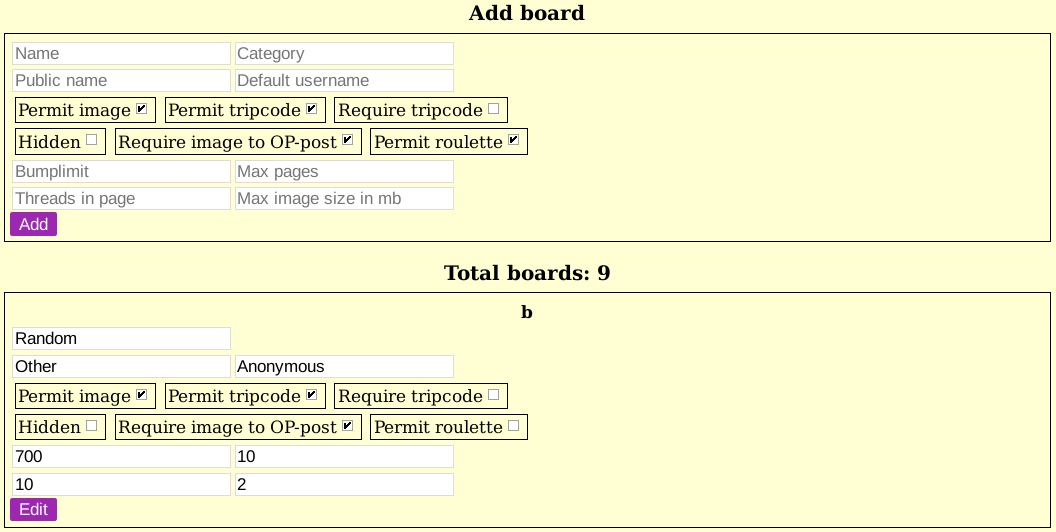 Add board
Name Category
Public name Default username
Permit image Permit tripcode Require tripcode
Hidden Require image to OP-post Permit roulette
Bumplimit Max pages
Threads in page Max image size in mb
Add
Total boards: 9
b
Random
Other Anonymous
Permit image Permit tripcode Require tripcode
Hidden Require image to OP-post Permit roulette
700 10
10 2
Edit